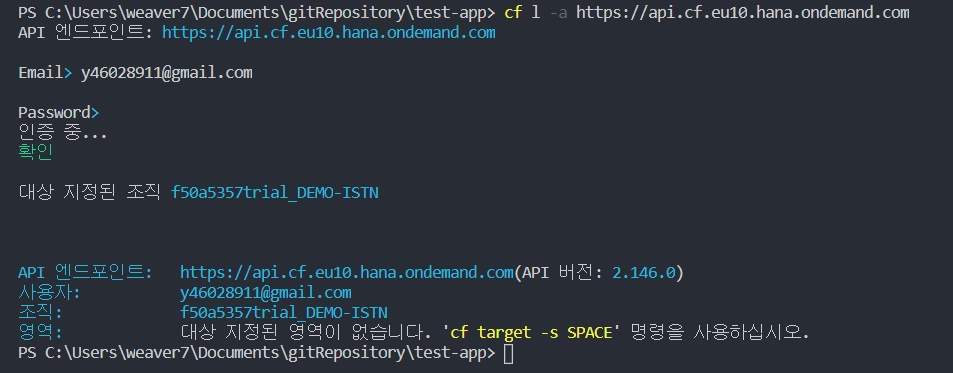 PS C:\Users\weaver7\Documents\gitRepository\test-app> cf l -a https://api.cf.eu10.hana.ondemand.com
API 엔드포인트: https://api.cf.eu10.hana.ondemand.com
Email> y46028911@gmail.com
Password>
인증 중...
확인
대상 지정된 조직 f50a5357trial_DEMO-ISTN
API 엔드포인트: https://api.cf.eu10.hana.ondemand.com(API 버전: 2.146.0)
사용자: y46028911@gmail.com
조직: f50a5357trial_DEMO-ISTN
영역: 대상 지정된 영역이 없습니다. 'cf target -s SPACE' 명령을 사용하십시오.
PS C:\Users\weaver7\Documents\gitRepository\test-app>